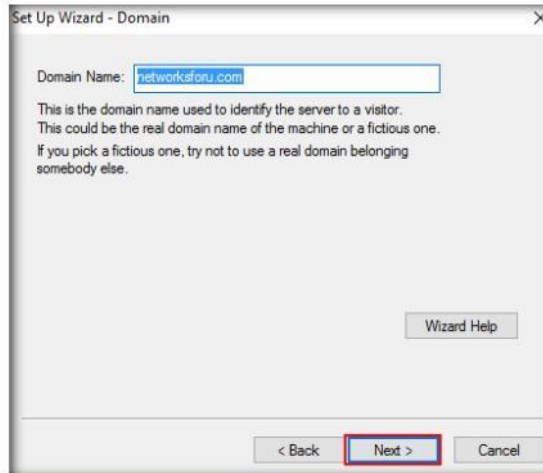 Set Up Wizard - Domain
Domain Name: networksforu.com
This is the domain name used to identify the server to a visitor.
This could be the real domain name of the machine or a fictious one.
If you pick a fictious one, try not to use a real domain belonging
somebody else.
Wizard Help
< Back Next > Cancel